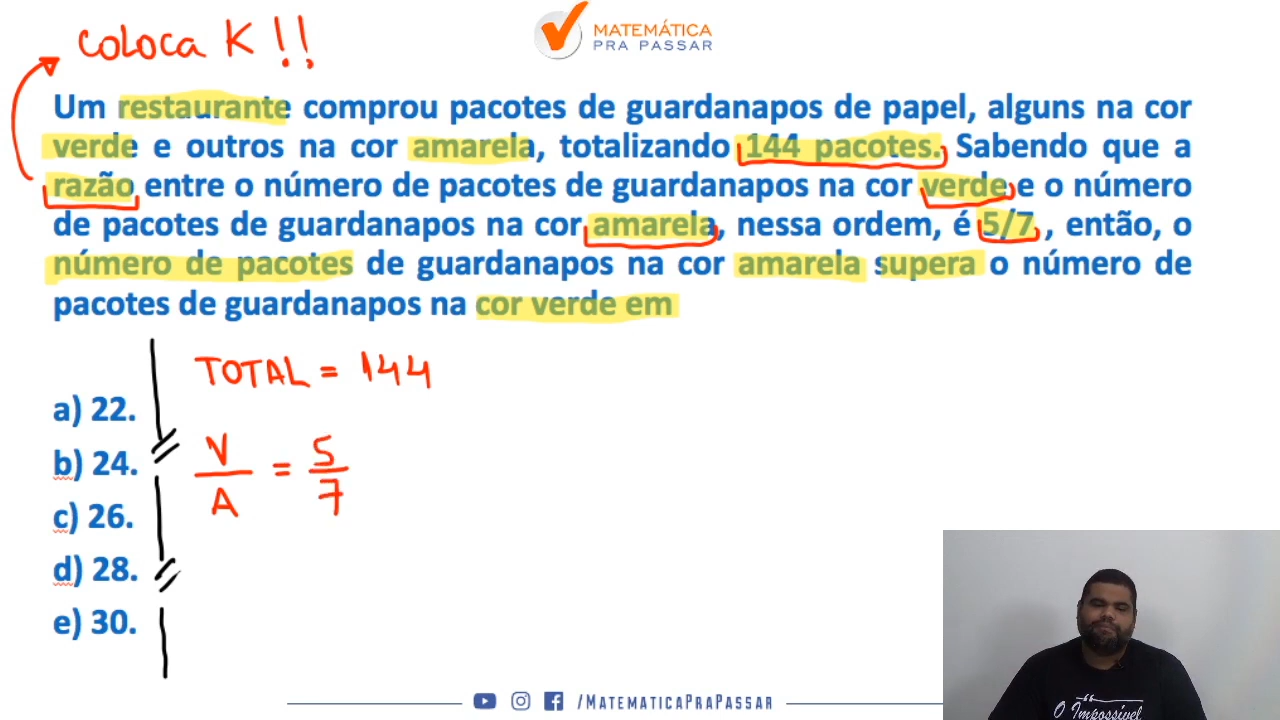 COLOCA K !!
MATEMÁTICA
PRA PASSAR
Um restaurante comprou pacotes de guardanapos de papel, alguns na cor
verde e outros na cor amarela, totalizando 144 pacotes. Sabendo que a
razão entre o número de pacotes de guardanapos na cor verde e o número
de pacotes de guardanapos na cor amarela, nessa ordem, é 5/7 , então, o
número de pacotes de guardanapos na cor amarela supera o número de
pacotes de guardanapos na cor verde em
TOTAL = 144
a) 22.
b) 24.
c) 26.
d) 28.
e) 30.
V/A = 5/7
O Impossível
/MATEMATICAPRAPASSAR